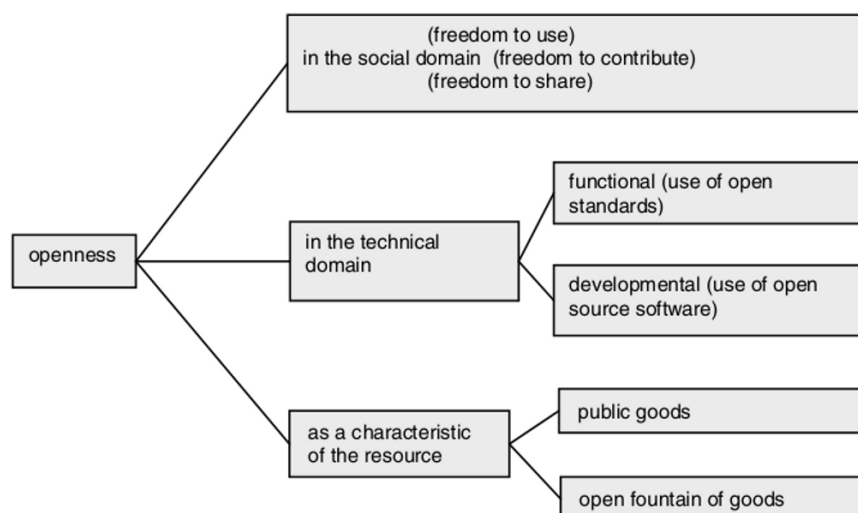 (freedom to use)
in the social domain (freedom to contribute)
(freedom to share)
functional (use of open
standards)
in the technical
domain
openness
developmental (use of open
source software)
public goods
as a characteristic
of the resource
open fountain of goods